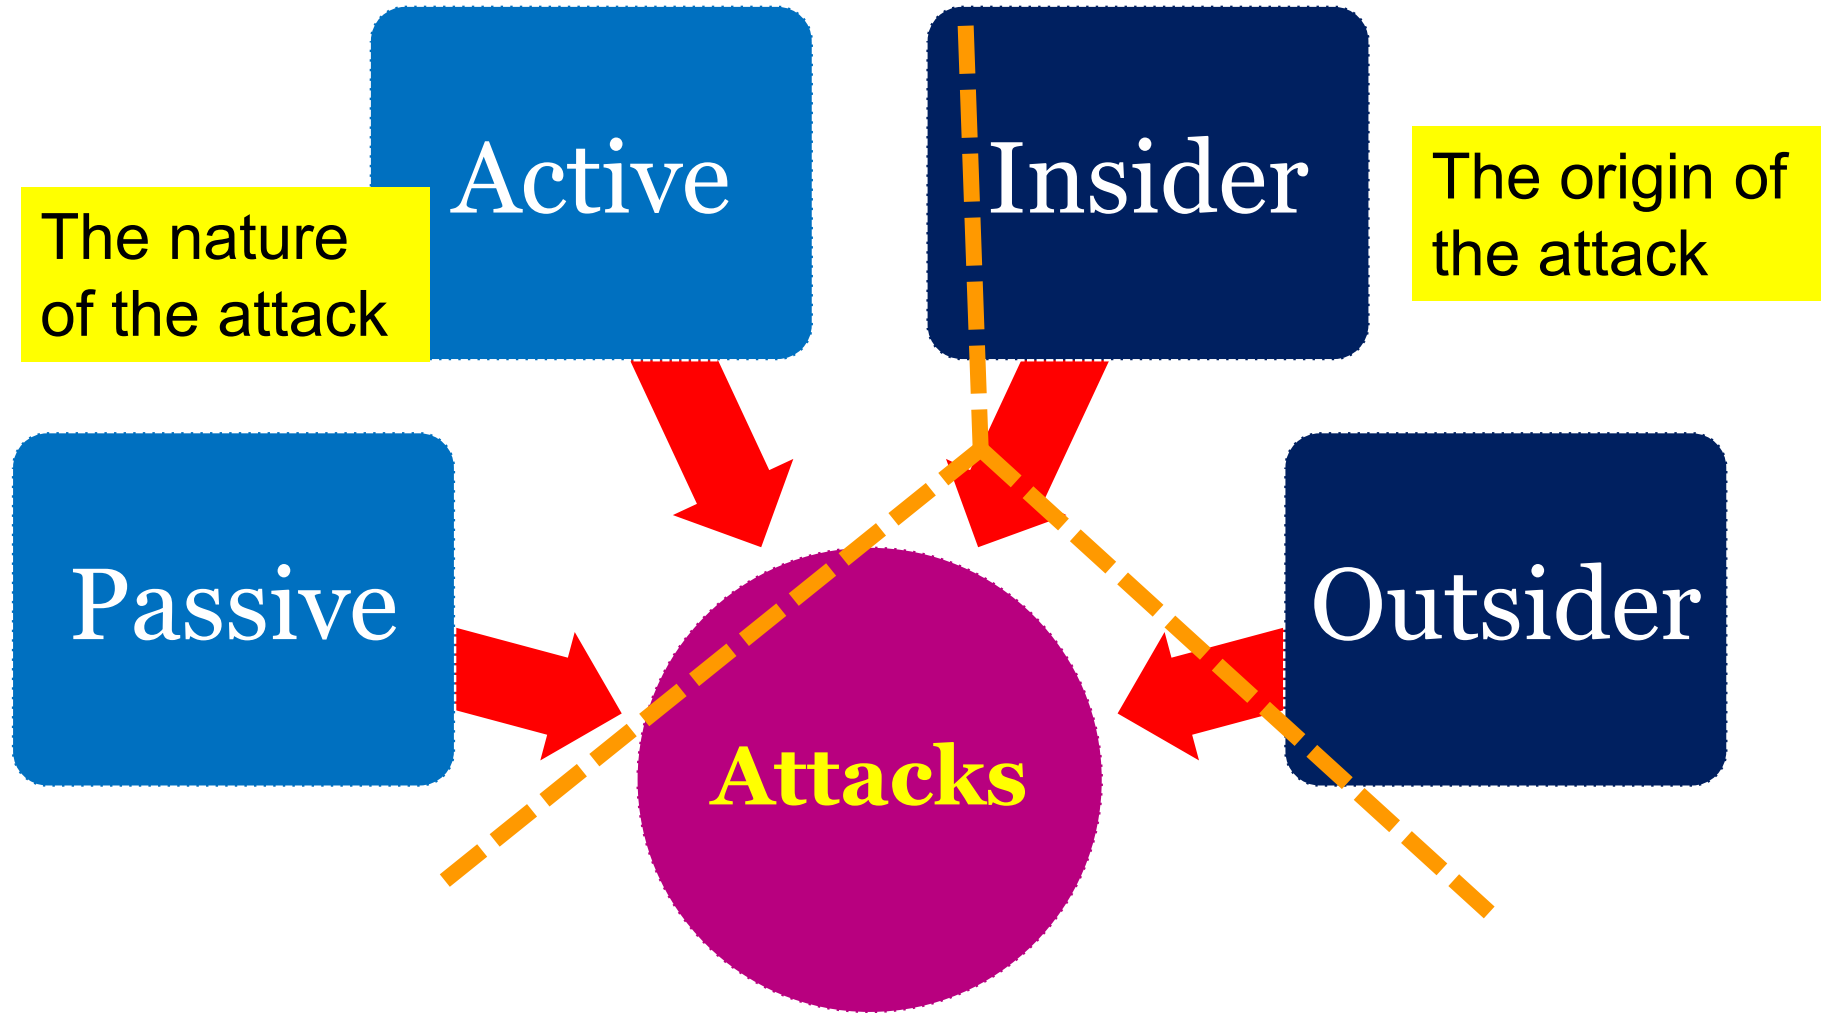 Active
Insider
The nature
of the attack
The origin of
the attack
Passive
Outsider
Attacks